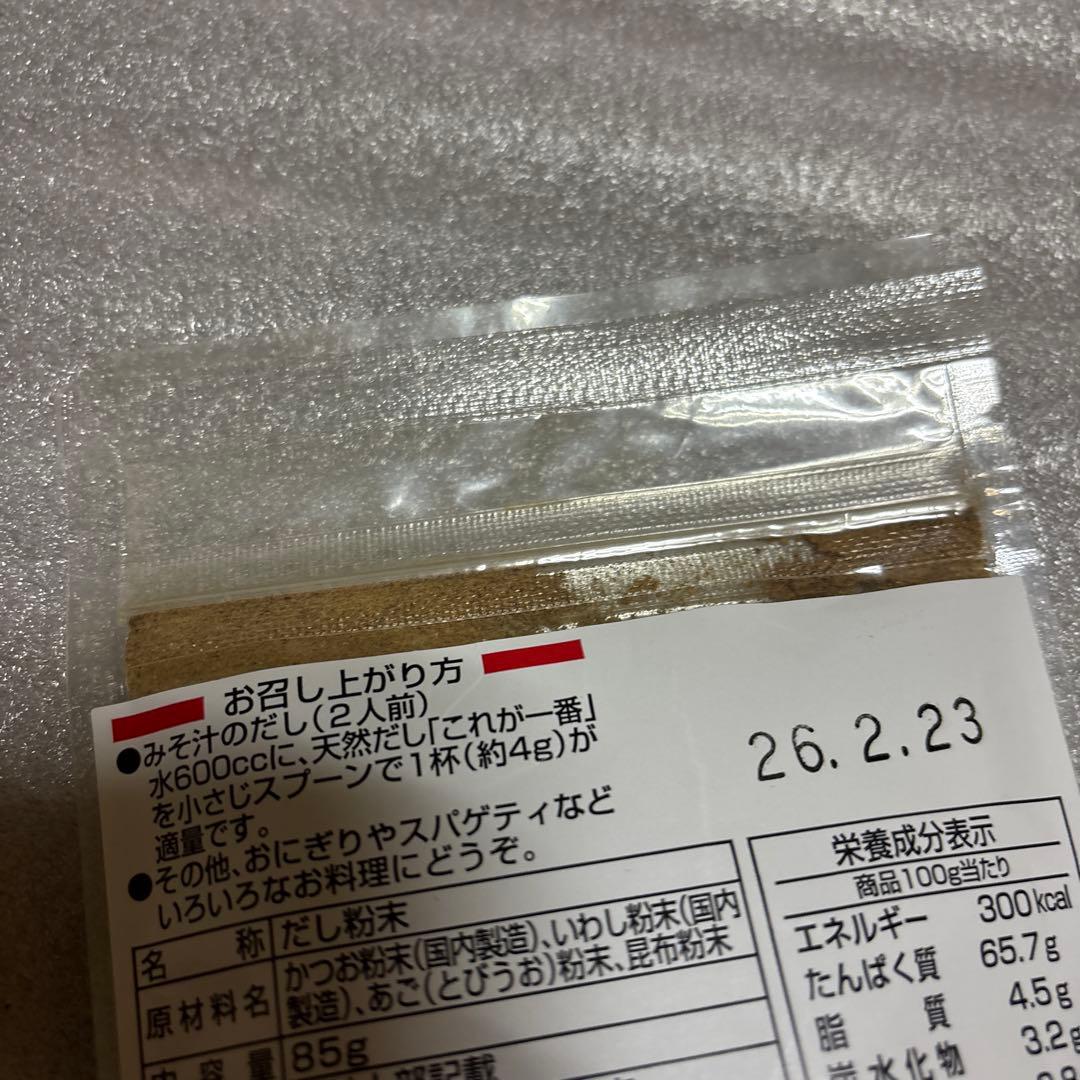 お召し上がり方
●みそ汁のだし(2人前)
水600ccに、天然だし「これが一番」
を小さじスプーンで1杯(約4g)が
適量です。
●その他、おにぎりやスパゲティなど
いろいろなお料理にどうぞ。
26.2.23
名称 だし粉末
原材料名 かつお粉末(国内製造)、いわし粉末(国内
製造)、あご(とびうお)粉末、昆布粉末
内容量 85g
部記載
栄養成分表示
商品100g当たり
エネルギー 300kcal
たんぱく質 65.7g
脂質 4.5g
炭水化物 3.2g